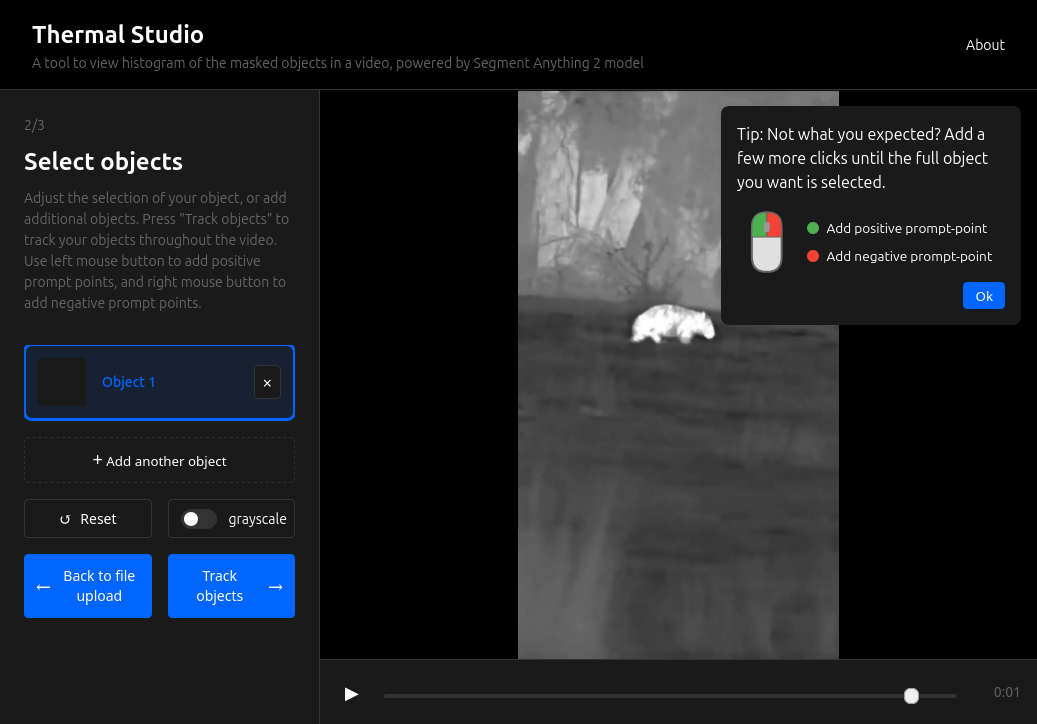 Thermal Studio
A tool to view histogram of the masked objects in a video, powered by Segment Anything 2 model
About
2/3
Select objects
Adjust the selection of your object, or add
additional objects. Press "Track objects" to
track your objects throughout the video.
Use left mouse button to add positive
prompt points, and right mouse button to
add negative prompt points.
Object 1
×
+ Add another object
↺ Reset
grayscale
← Back to file
upload
Track
objects →
Tip: Not what you expected? Add a
few more clicks until the full object
you want is selected.
Add positive prompt-point
Add negative prompt-point
Ok
0:01